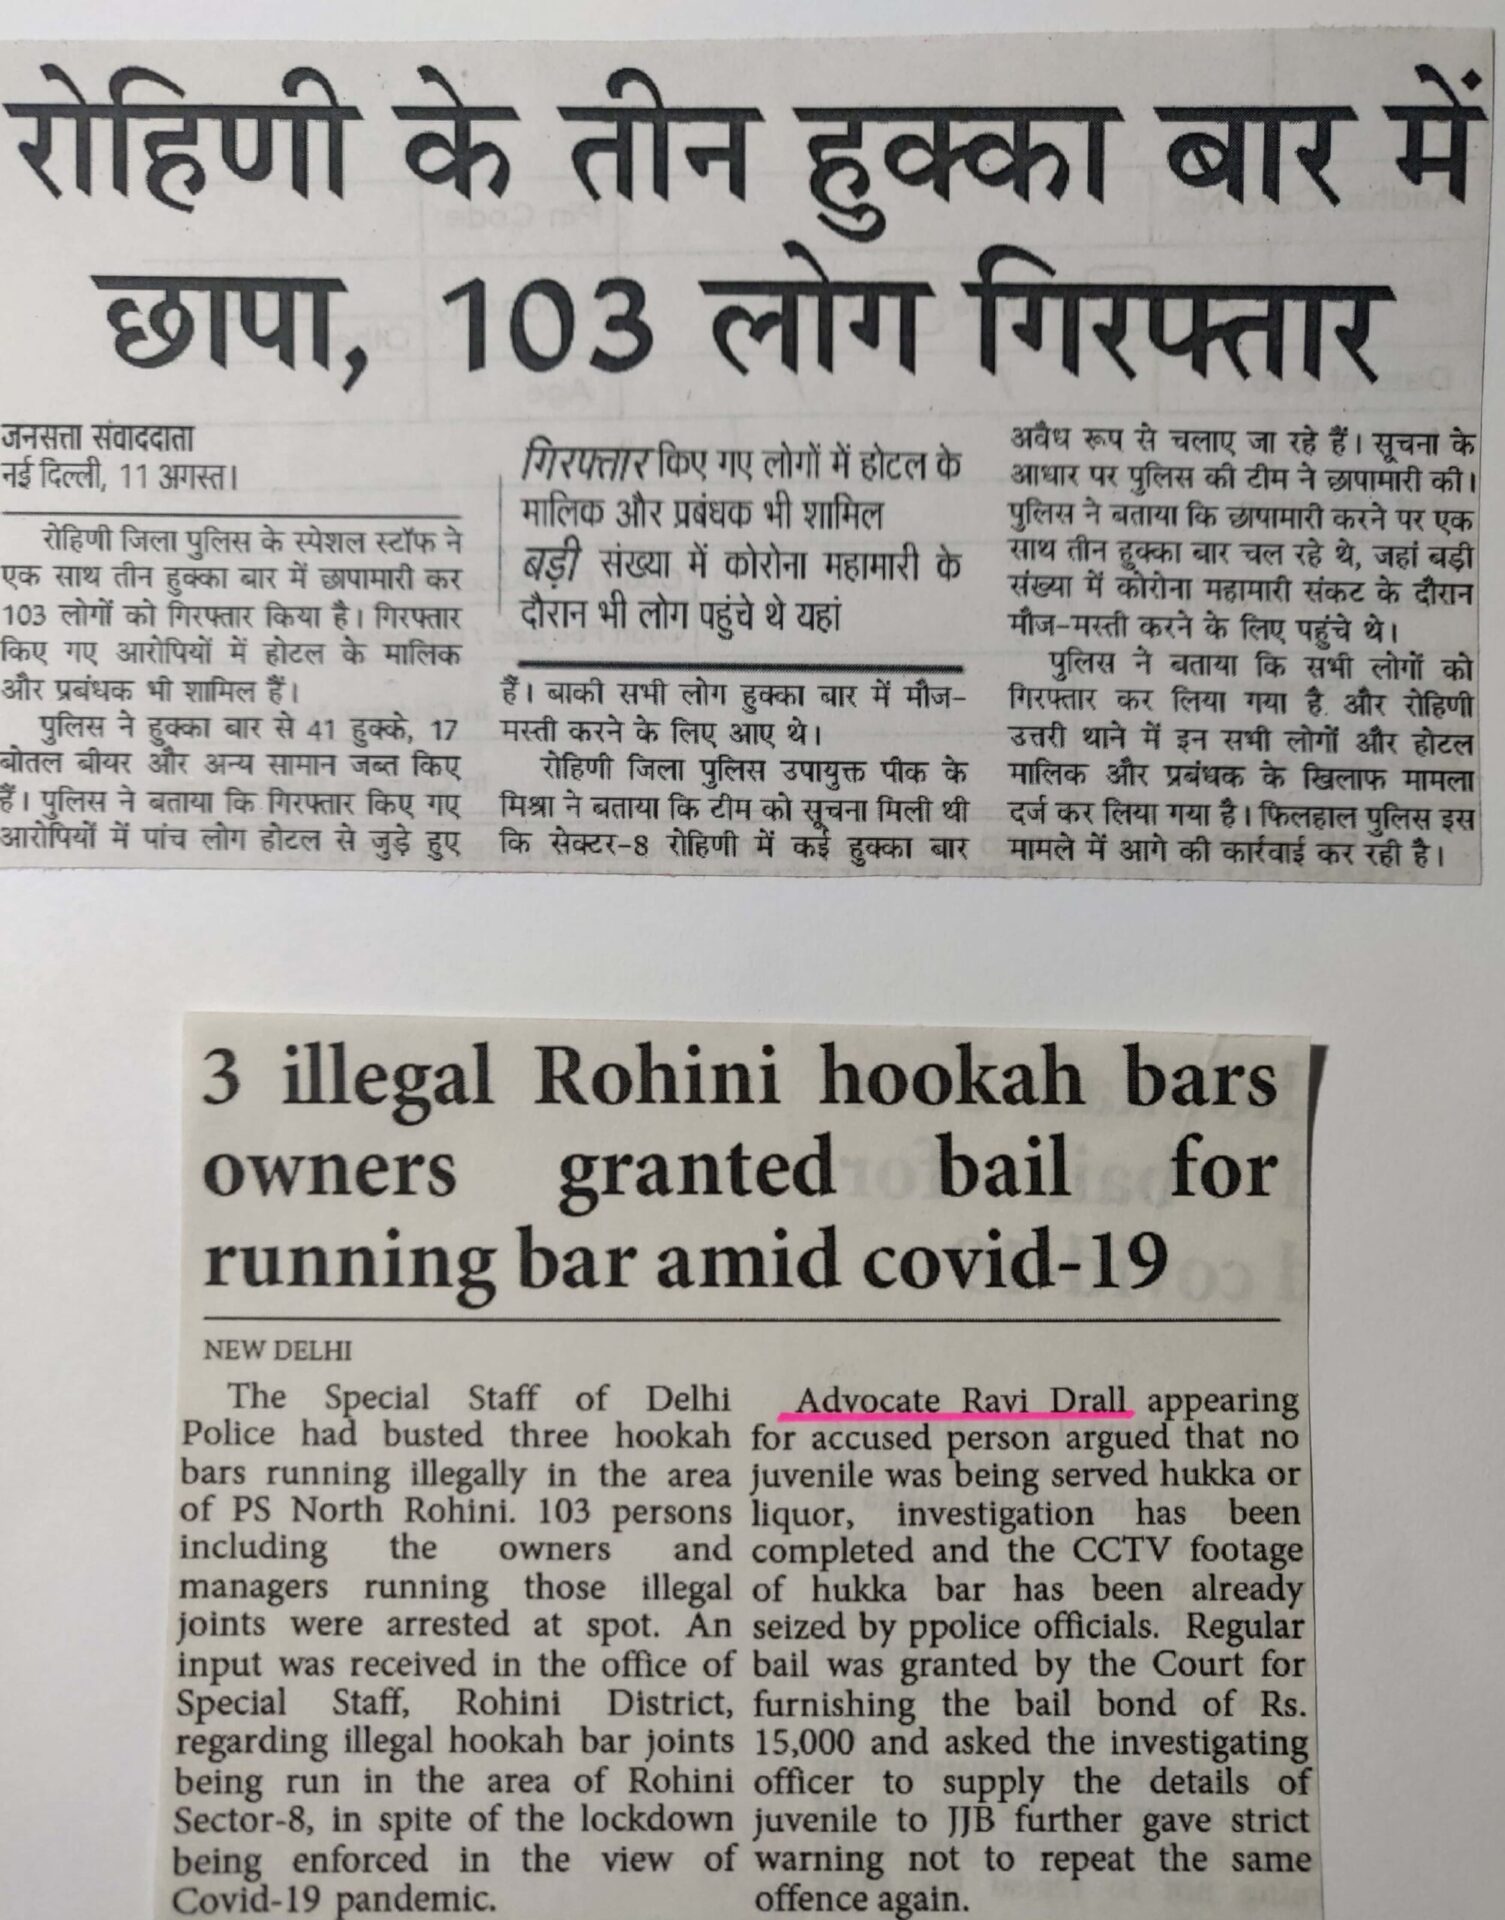 रोहिणी के तीन हुक्का बार में
छापा, 103 लोग गिरफ्तार
जनसत्ता संवाददाता
नई दिल्ली, 11 अगस्त।
रोहिणी जिला पुलिस के स्पेशल स्टॉफ ने
एक साथ तीन हुक्का बार में छापामारी कर
103 लोगों को गिरफ्तार किया है। गिरफ्तार
किए गए आरोपियों में होटल के मालिक
और प्रबंधक भी शामिल हैं।
पुलिस ने हुक्का बार से 41 हुक्के, 17
बोतल बीयर और अन्य सामान जब्त किए
हैं। पुलिस ने बताया कि गिरफ्तार किए गए
आरोपियों में पांच लोग होटल से जुड़े हुए
गिरफ्तार किए गए लोगों में होटल के
मालिक और प्रबंधक भी शामिल
बड़ी संख्या में कोरोना महामारी के
दौरान भी लोग पहुंचे थे यहां
हैं। बाकी सभी लोग हुक्का बार में मौज-
मस्ती करने के लिए आए थे।
रोहिणी जिला पुलिस उपायुक्त पीक के
मिश्रा ने बताया कि टीम को सूचना मिली थी
कि सेक्टर-8 रोहिणी में कई हुक्का बार
अवैध रूप से चलाए जा रहे हैं। सूचना के
आधार पर पुलिस की टीम ने छापामारी की।
पुलिस ने बताया कि छापामारी करने पर एक
साथ तीन हुक्का बार चल रहे थे, जहां बड़ी
संख्या में कोरोना महामारी संकट के दौरान
मौज-मस्ती करने के लिए पहुंचे थे।
पुलिस ने बताया कि सभी लोगों को
गिरफ्तार कर लिया गया है और रोहिणी
उत्तरी थाने में इन सभी लोगों और होटल
मालिक और प्रबंधक के खिलाफ मामला
दर्ज कर लिया गया है। फिलहाल पुलिस इस
मामले में आगे की कार्रवाई कर रही है।
3 illegal Rohini hookah bars
owners granted bail for
running bar amid covid-19
NEW DELHI
The Special Staff of Delhi
Police had busted three hookah
bars running illegally in the area
of PS North Rohini. 103 persons
including the owners and
managers running those illegal
joints were arrested at spot. An
input was received in the office of
Special Staff, Rohini District,
regarding illegal hookah bar joints
being run in the area of Rohini
Sector-8, in spite of the lockdown
being enforced in the view of
Covid-19 pandemic.
Advocate Ravi Drall appearing
for accused person argued that no
juvenile was being served hukka or
liquor, investigation has been
completed and the CCTV footage
of hukka bar has been already
seized by ppolice officials. Regular
bail was granted by the Court for
furnishing the bail bond of Rs.
15,000 and asked the investigating
officer to supply the details of
juvenile to JJB further gave strict
warning not to repeat the same
offence again.